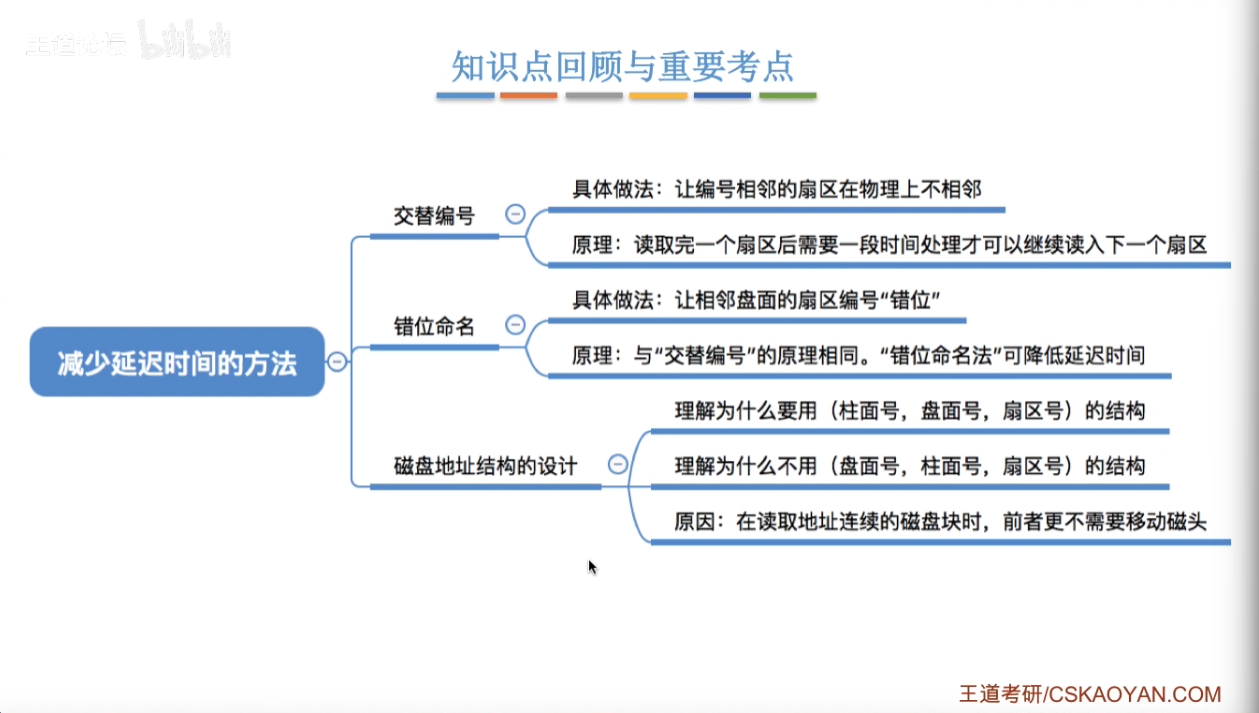 王道论坛 bilibili
知识点回顾与重要考点
具体做法：让编号相邻的扇区在物理上不相邻
交替编号
原理：读取完一个扇区后需要一段时间处理才可以继续读入下一个扇区
具体做法：让相邻盘面的扇区编号“错位”
错位命名
原理：与“交替编号”的原理相同。“错位命名法”可降低延迟时间
减少延迟时间的方法
理解为什么要用（柱面号，盘面号，扇区号）的结构
磁盘地址结构的设计
理解为什么不用（盘面号，柱面号，扇区号）的结构
原因：在读取地址连续的磁盘块时，前者更不需要移动磁头
王道考研/CSKAOYAN.COM